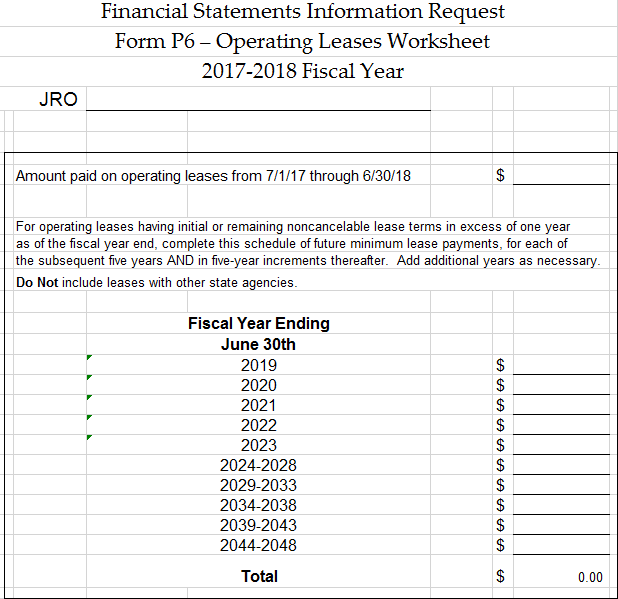 Financial Statements Information Request
Form P6 – Operating Leases Worksheet
2017-2018 Fiscal Year
JRO
Amount paid on operating leases from 7/1/17 through 6/30/18 $
For operating leases having initial or remaining noncancelable lease terms in excess of one year
as of the fiscal year end, complete this schedule of future minimum lease payments, for each of
the subsequent five years AND in five-year increments thereafter. Add additional years as necessary.
Do Not include leases with other state agencies.
Fiscal Year Ending
June 30th
2019 $
2020 $
2021 $
2022 $
2023 $
2024-2028 $
2029-2033 $
2034-2038 $
2039-2043 $
2044-2048 $
Total $ 0.00